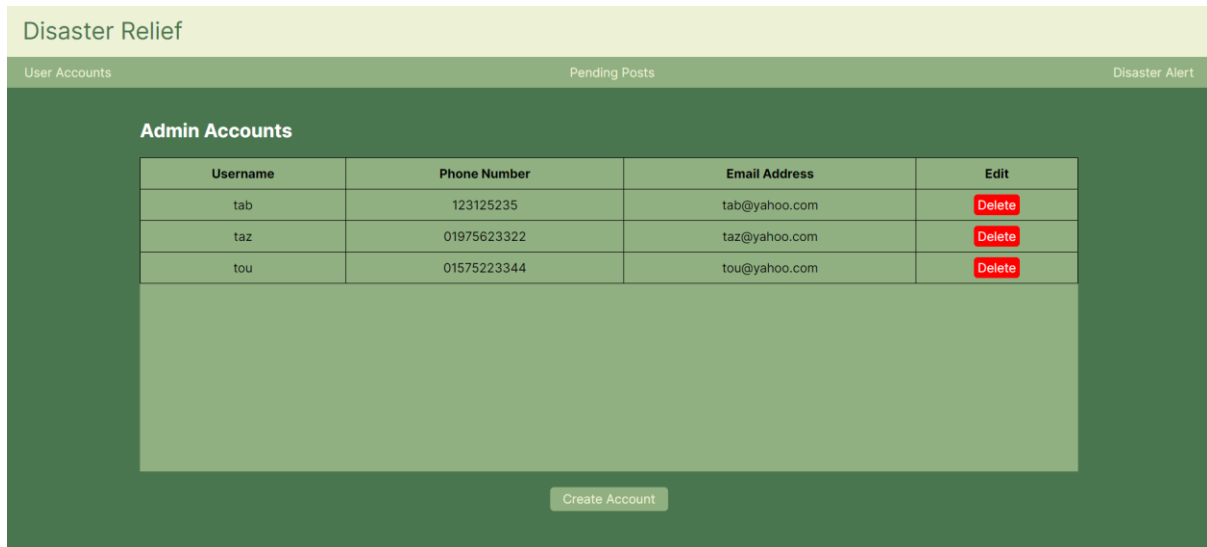 Disaster Relief
User Accounts Pending Posts Disaster Alert
Admin Accounts
Username Phone Number Email Address Edit
tab 123125235 tab@yahoo.com Delete
taz 01975623322 taz@yahoo.com Delete
tou 01575223344 tou@yahoo.com Delete
Create Account